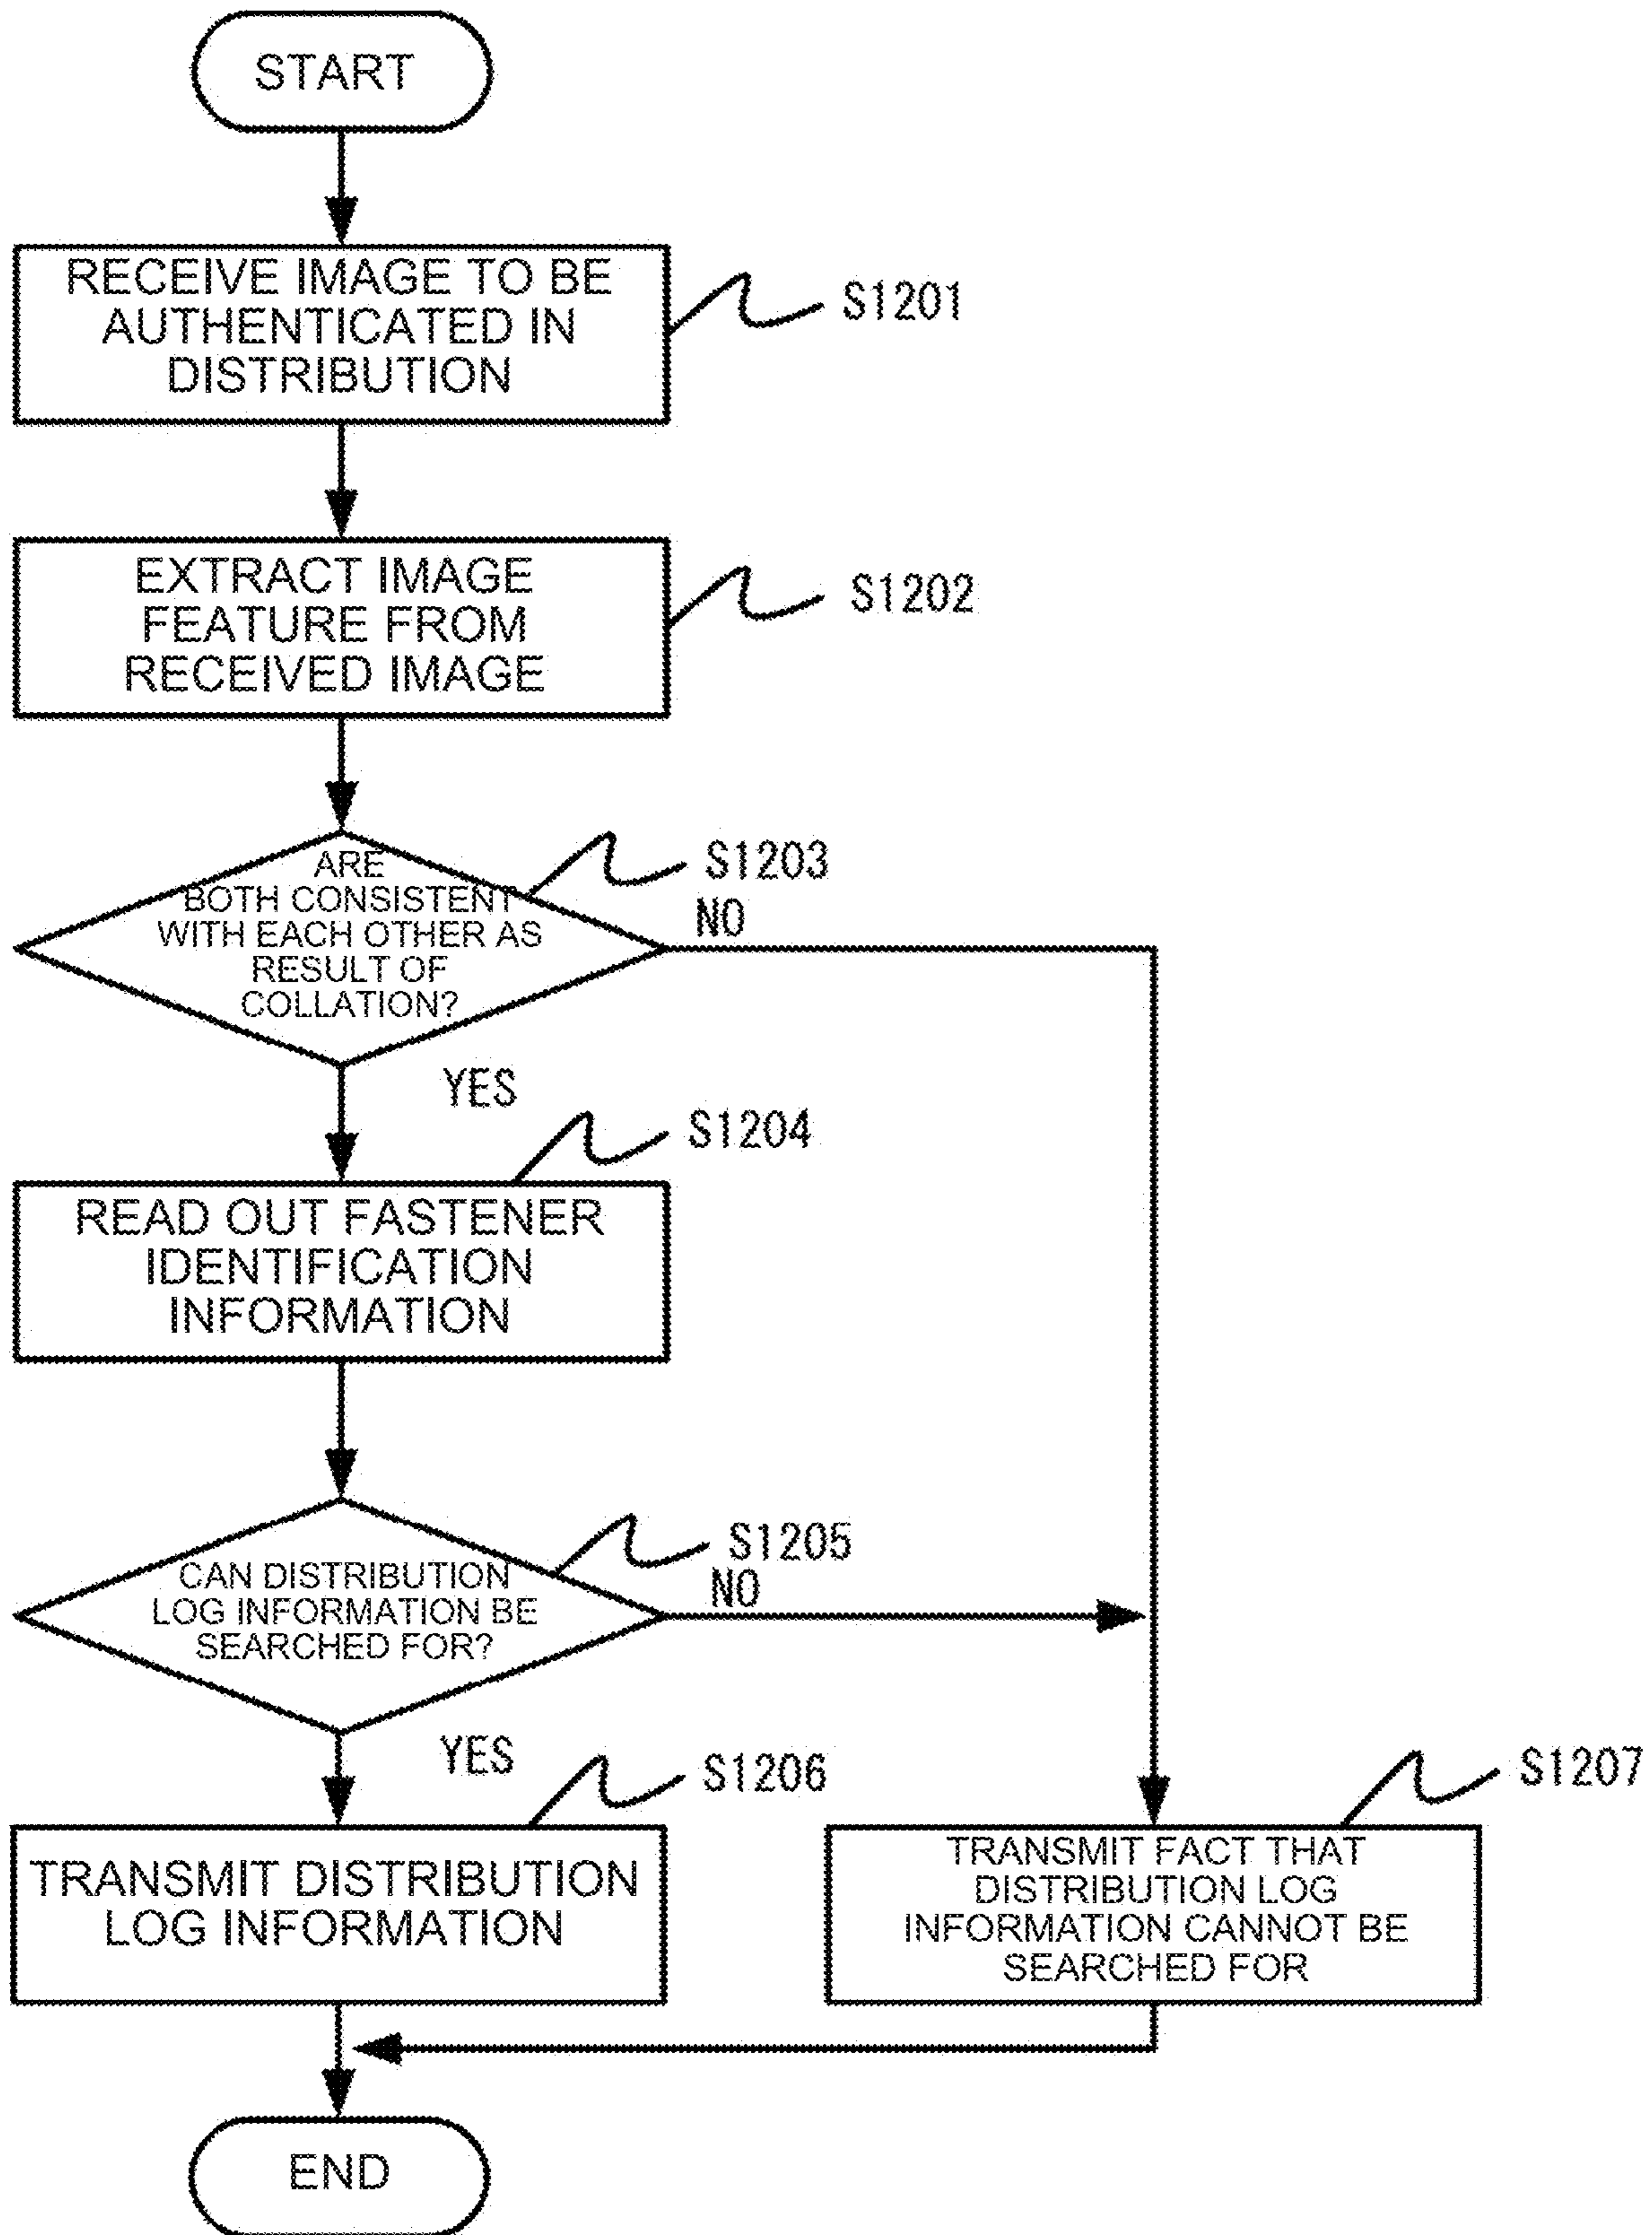 START
RECEIVE IMAGE TO BE
AUTHENTICATED IN
DISTRIBUTION
S1201
EXTRACT IMAGE
FEATURE FROM
RECEIVED IMAGE
S1202
ARE
BOTH CONSISTENT
WITH EACH OTHER AS
RESULT OF
COLLATION?
S1203
NO
YES
S1204
READ OUT FASTENER
IDENTIFICATION
INFORMATION
CAN DISTRIBUTION
LOG INFORMATION BE
SEARCHED FOR?
S1205
NO
YES
S1206
TRANSMIT DISTRIBUTION
LOG INFORMATION
S1207
TRANSMIT FACT THAT
DISTRIBUTION LOG
INFORMATION CANNOT BE
SEARCHED FOR
END